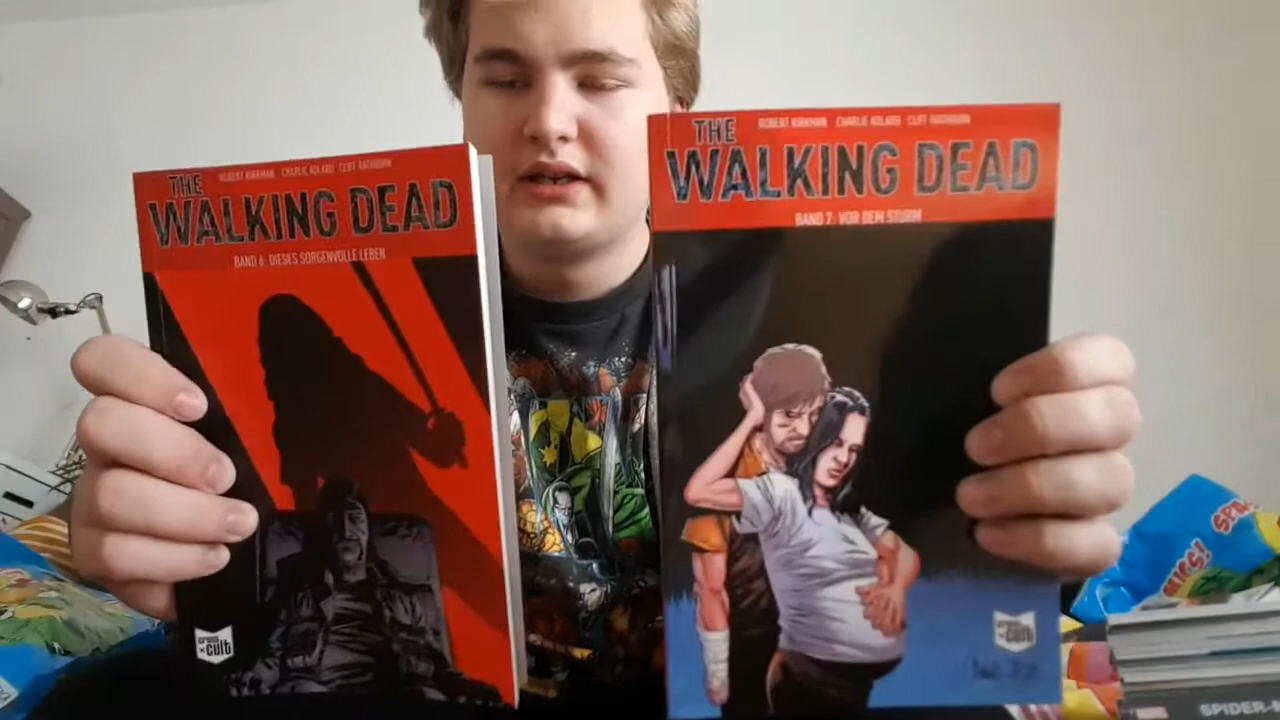 ROBERT KIRKMAN CHARLIE ADLARD CLIFF RATHBURN
THE
WALKING DEAD
BAND 6: DIESES SORGENVOLLE LEBEN
cross
cult
ROBERT KIRKMAN CHARLIE ADLARD CLIFF RATHBURN
THE
WALKING DEAD
BAND 7: VOR DEM STURM
cross
cult
SPIDER-